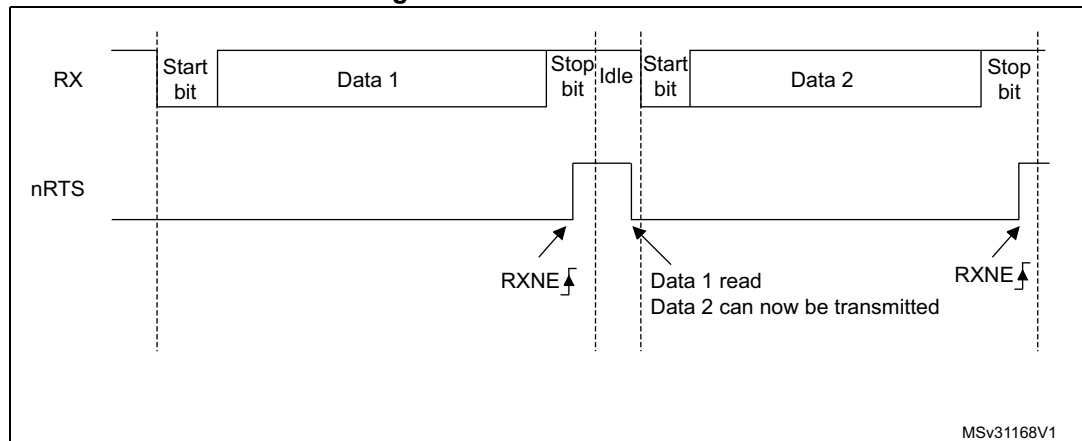 RX
Start
bit
Data 1
Stop
bit
Idle
Start
bit
Data 2
Stop
bit
nRTS
RXNE
Data 1 read
Data 2 can now be transmitted
RXNE
MSv31168V1